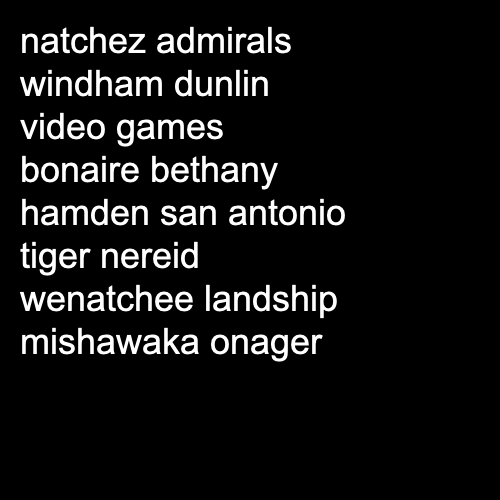 natchez admirals
windham dunlin
video games
bonaire bethany
hamden san antonio
tiger nereid
wenatchee landship
mishawaka onager